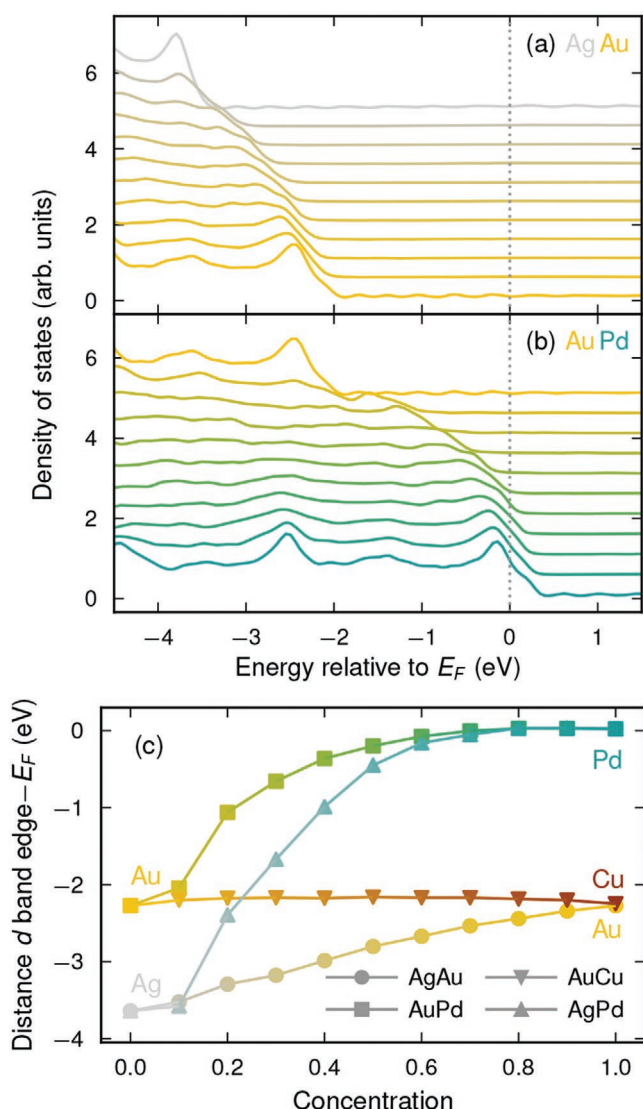 (a) Ag Au
6
4
2
0
(b) Au Pd
6
4
2
0
Density of states (arb. units)
−4 −3 −2 −1 0 1
Energy relative to E_F (eV)
(c)
0
−1
−2
−3
−4
Distance d band edge−E_F (eV)
Pd
Au
Cu
Au
Ag
AgAu AuCu
AuPd AgPd
0.0 0.2 0.4 0.6 0.8 1.0
Concentration